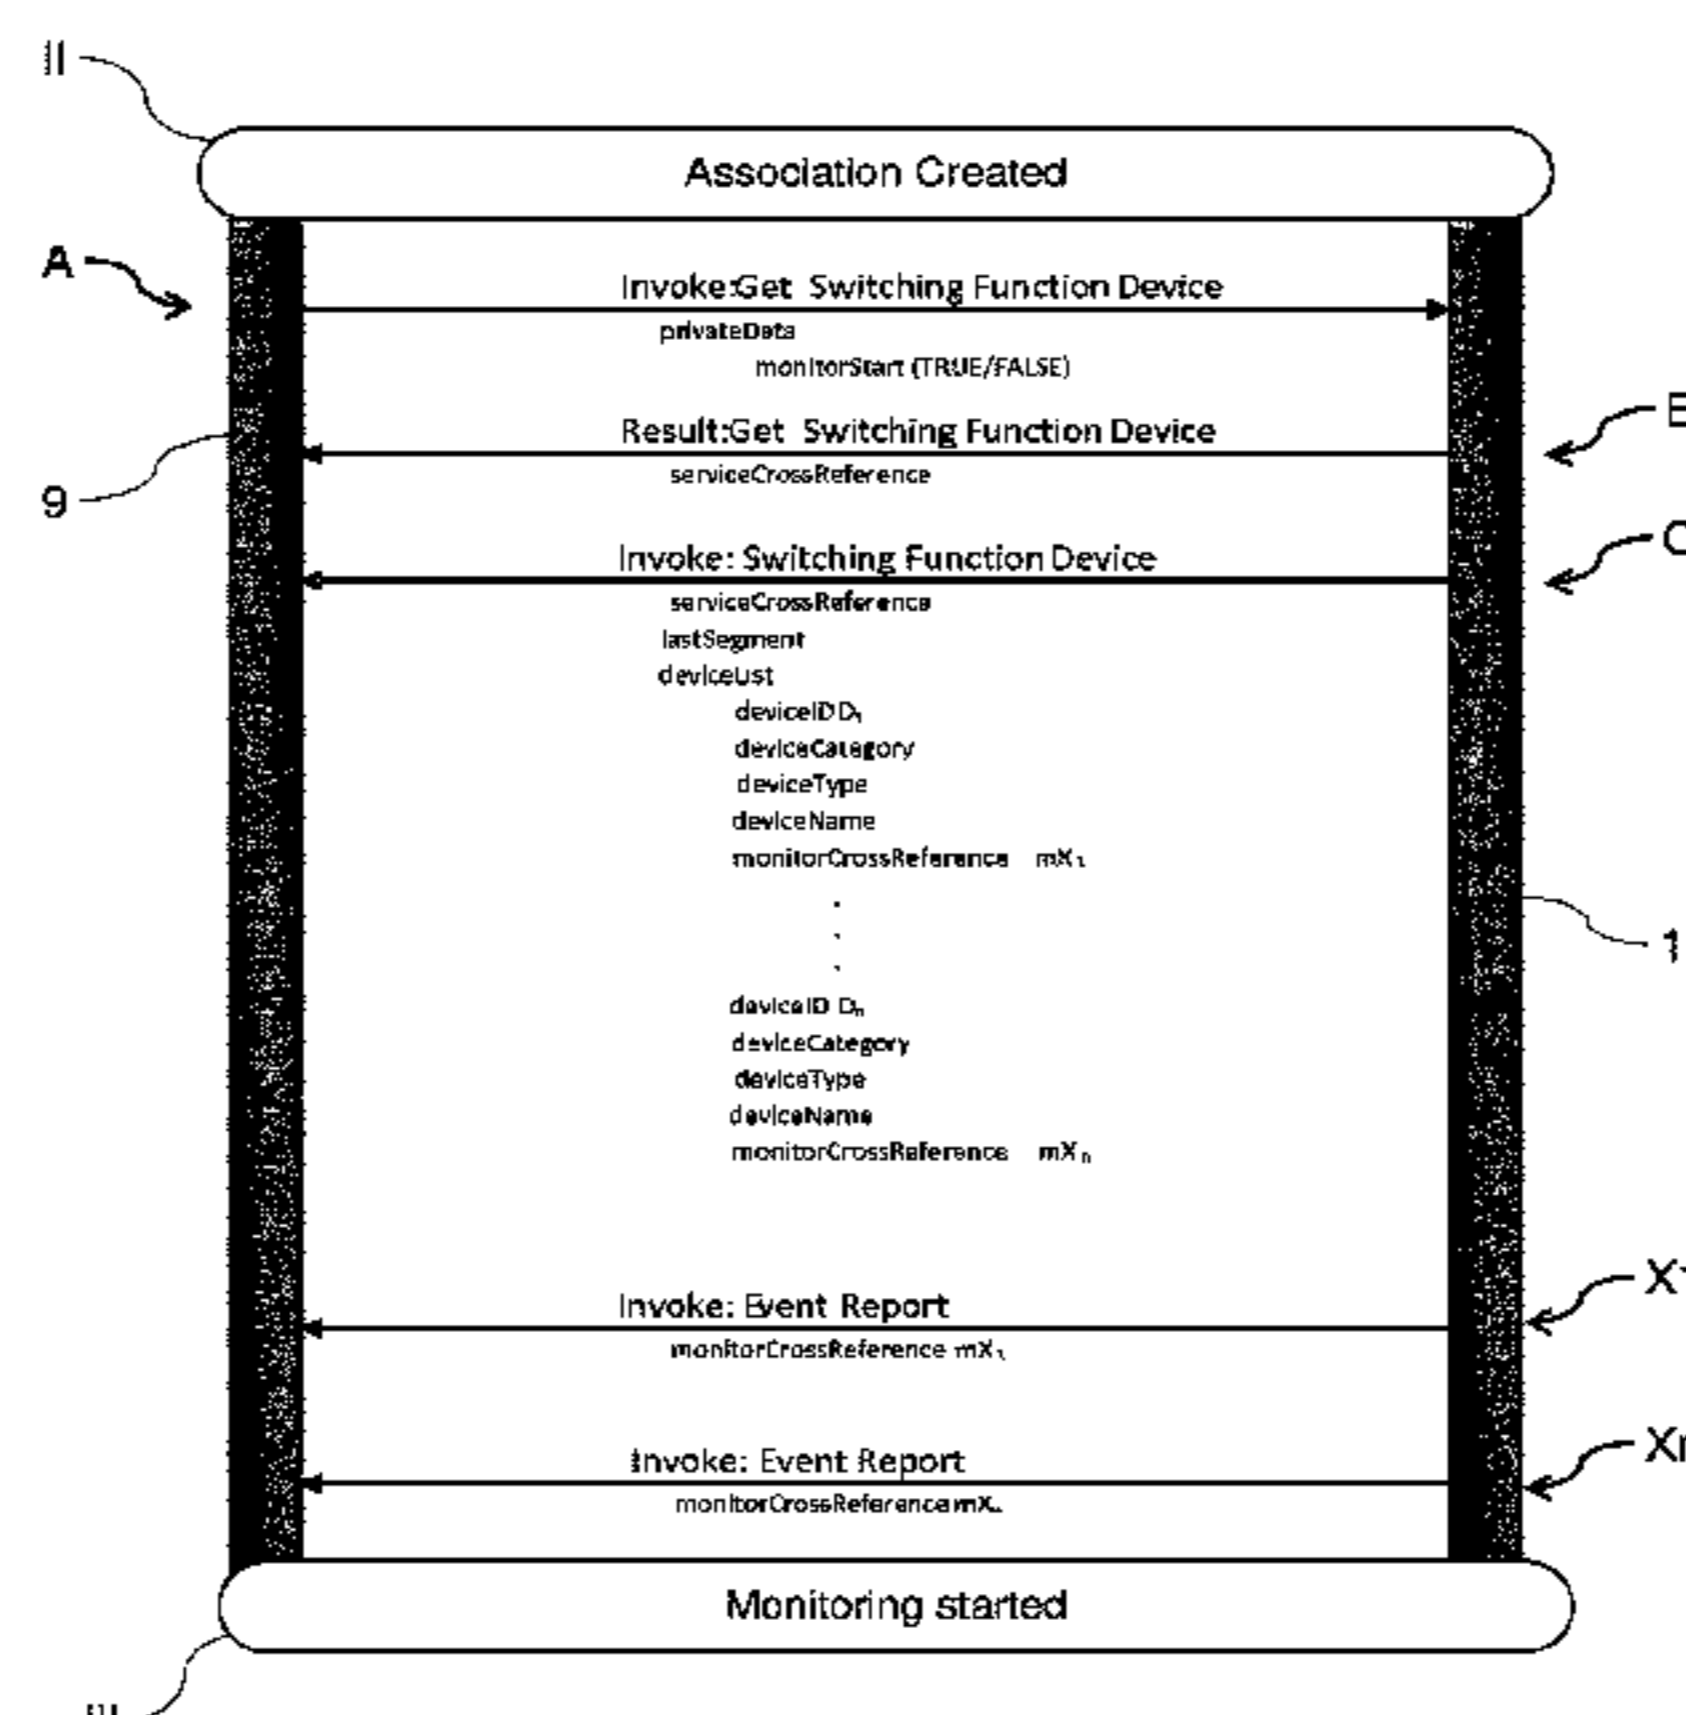 II
Association Created
A
Invoke:Get Switching Function Device
privateData
monitorStart (TRUE/FALSE)
Result:Get Switching Function Device
serviceCrossReference
9
Invoke: Switching Function Device
serviceCrossReference
lastSegment
deviceList
deviceID D₁
deviceCategory
deviceType
deviceName
monitorCrossReference mX₁
.
.
.
1
deviceID Dₙ
deviceCategory
deviceType
deviceName
monitorCrossReference mXₙ
Invoke: Event Report
monitorCrossReference mX₁
Invoke: Event Report
monitorCrossReference
Monitoring started